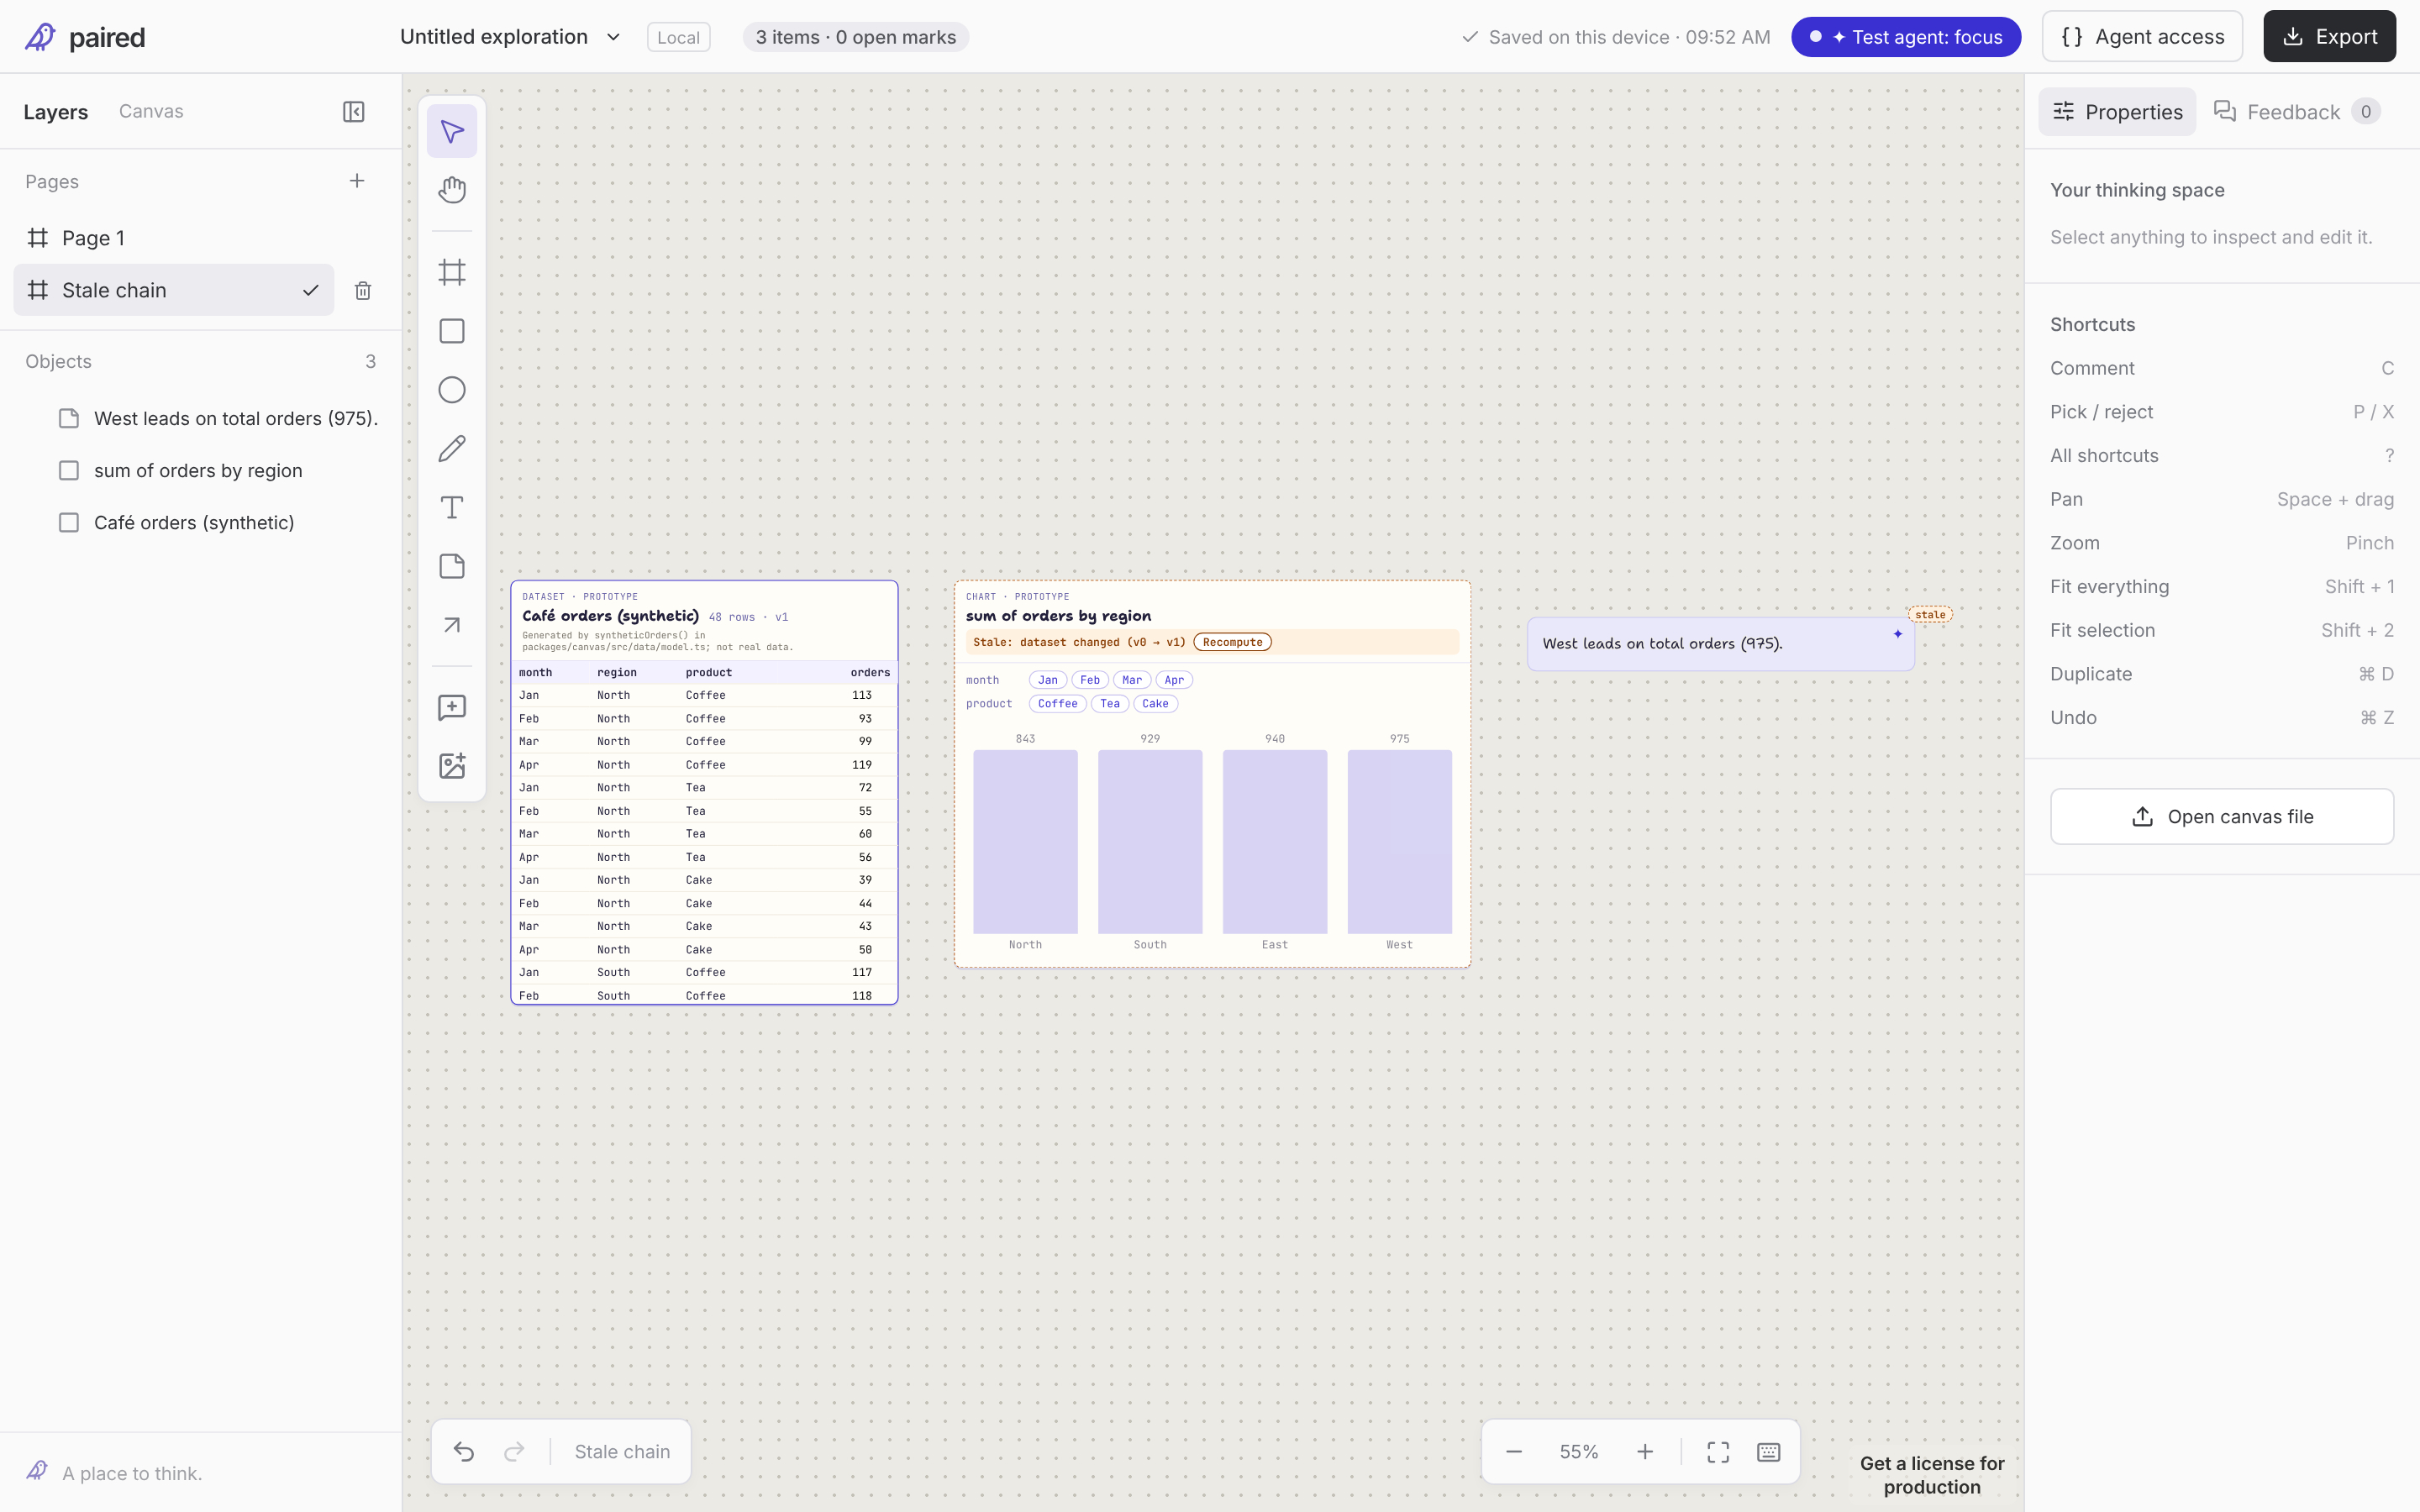 paired
Untitled exploration
Local
3 items · 0 open marks
Saved on this device · 09:52 AM
✦ Test agent: focus
{ } Agent access
Export
Layers
Canvas
Pages
Page 1
Stale chain
Objects 3
West leads on total orders (975).
sum of orders by region
Café orders (synthetic)
A place to think.
DATASET · PROTOTYPE
Café orders (synthetic) 48 rows · v1
Generated by syntheticOrders() in
packages/canvas/src/data/model.ts; not real data.
month region product orders
Jan North Coffee 113
Feb North Coffee 93
Mar North Coffee 99
Apr North Coffee 119
Jan North Tea 72
Feb North Tea 55
Mar North Tea 60
Apr North Tea 56
Jan North Cake 39
Feb North Cake 44
Mar North Cake 43
Apr North Cake 50
Jan South Coffee 117
Feb South Coffee 118
CHART · PROTOTYPE
sum of orders by region
Stale: dataset changed (v0 → v1) Recompute
month Jan Feb Mar Apr
product Coffee Tea Cake
843 929 940 975
North South East West
stale
West leads on total orders (975). ✦
Stale chain
55%
Get a license for
production
Properties
Feedback 0
Your thinking space
Select anything to inspect and edit it.
Shortcuts
Comment C
Pick / reject P / X
All shortcuts ?
Pan Space + drag
Zoom Pinch
Fit everything Shift + 1
Fit selection Shift + 2
Duplicate ⌘ D
Undo ⌘ Z
Open canvas file